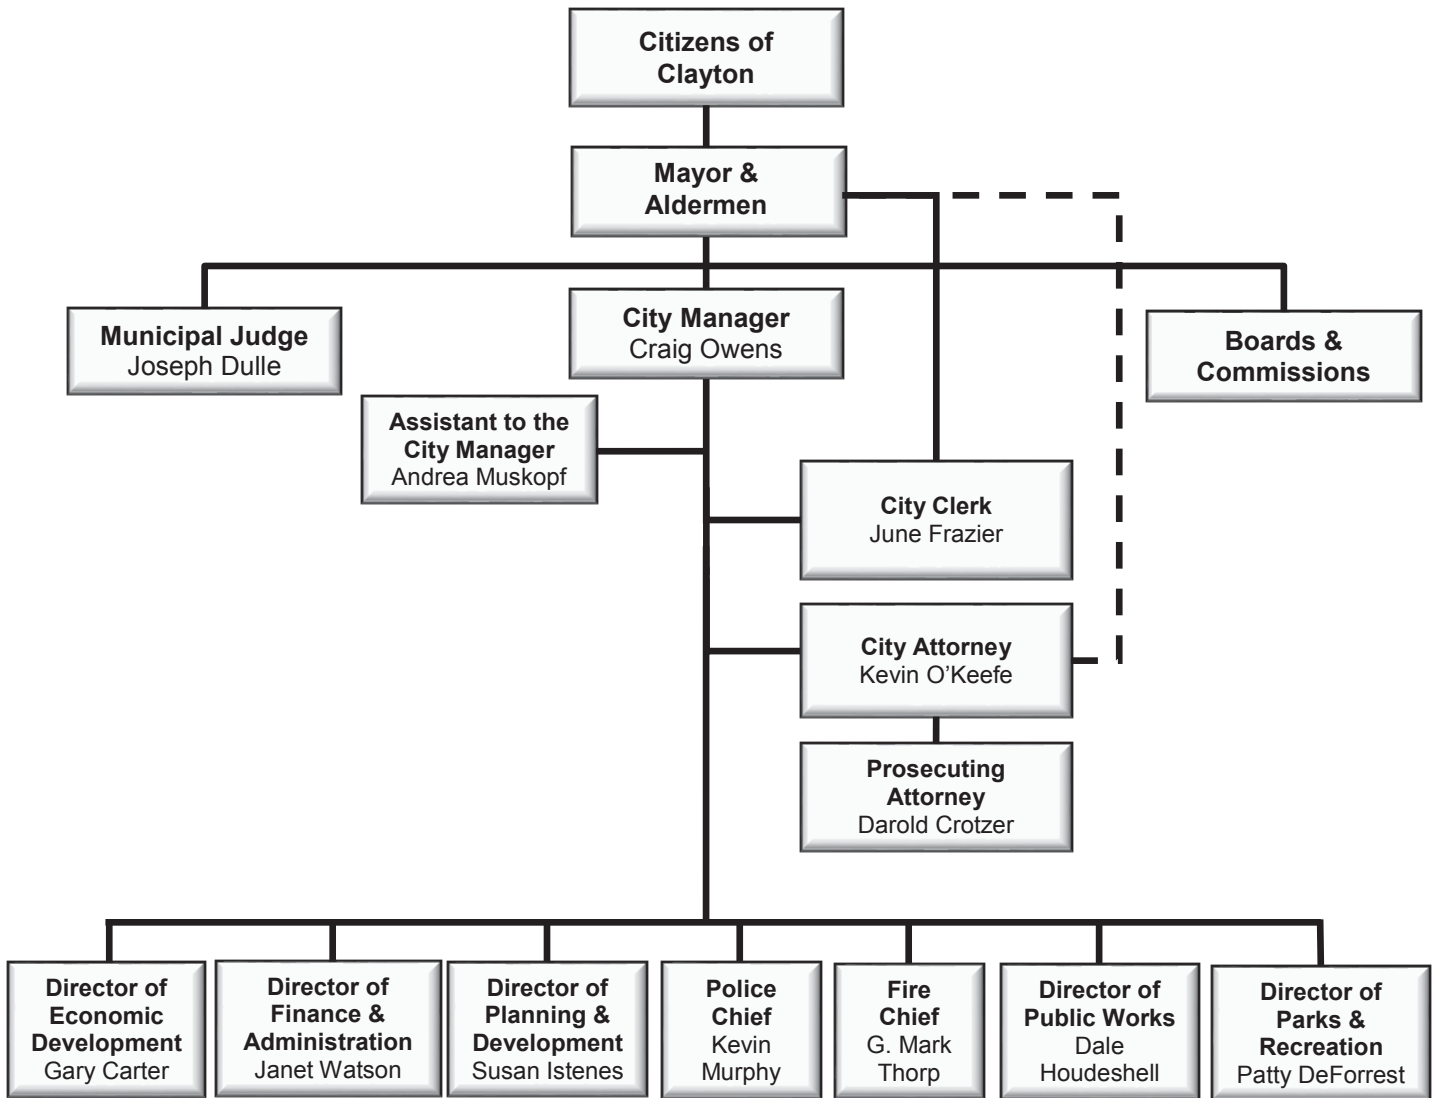 Citizens of
Clayton
Mayor &
Aldermen
Municipal Judge
Joseph Dulle
City Manager
Craig Owens
Boards &
Commissions
Assistant to the
City Manager
Andrea Muskopf
City Clerk
June Frazier
City Attorney
Kevin O’Keefe
Prosecuting
Attorney
Darold Crotzer
Director of
Economic
Development
Gary Carter
Director of
Finance &
Administration
Janet Watson
Director of
Planning &
Development
Susan Istenes
Police
Chief
Kevin
Murphy
Fire
Chief
G. Mark
Thorp
Director of
Public Works
Dale
Houdeshell
Director of
Parks &
Recreation
Patty DeForrest